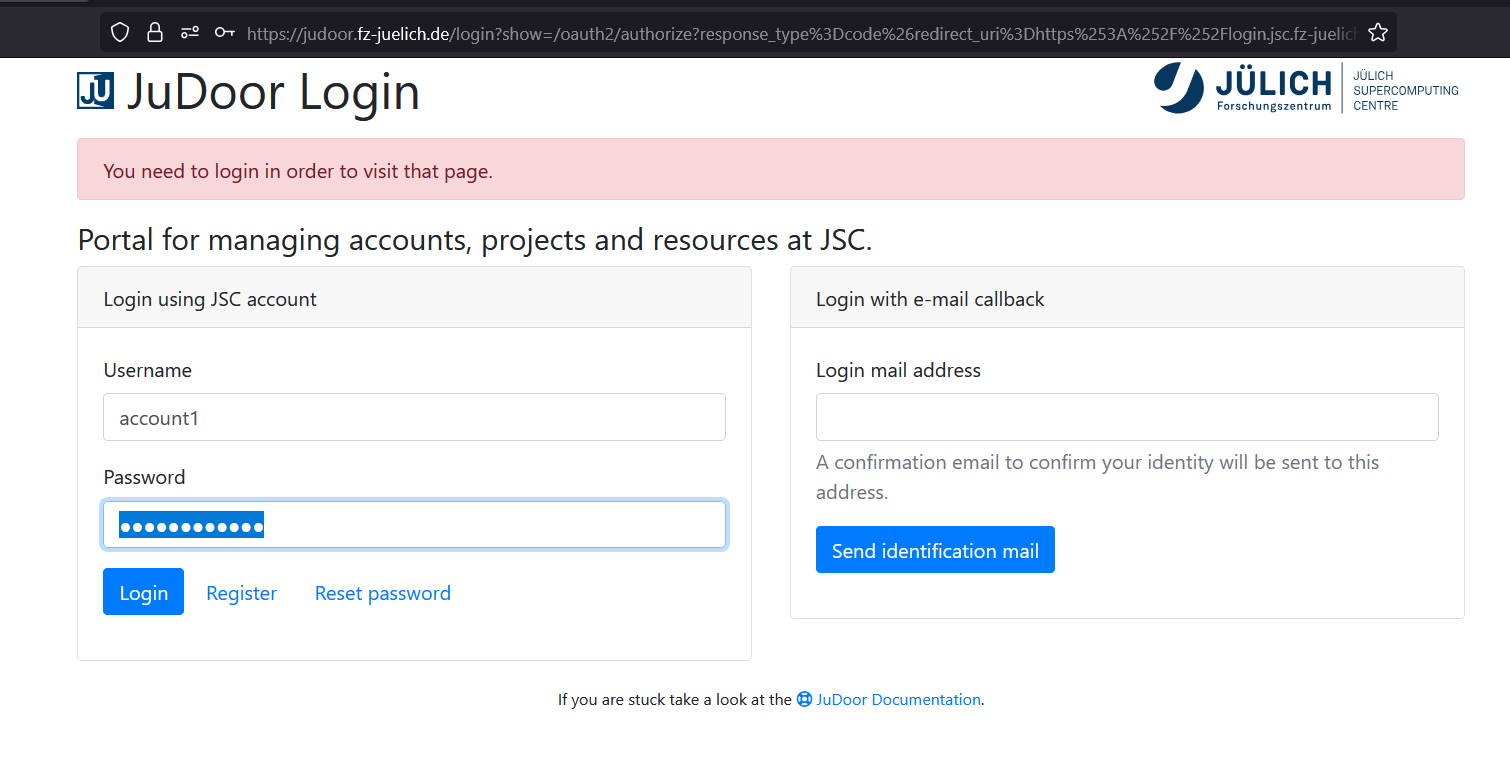 https://judoor.fz-juelich.de/login?show=/oauth2/authorize?response_type%3Dcode%26redirect_uri%3Dhttps%253A%252F%252Flogin.jsc.fz-juelich
JU JuDoor Login
JÜLICH
Forschungszentrum
JÜLICH
SUPERCOMPUTING
CENTRE
You need to login in order to visit that page.
Portal for managing accounts, projects and resources at JSC.
Login using JSC account
Username
account1
Password
●●●●●●●●●●●●
Login Register Reset password
Login with e-mail callback
Login mail address
A confirmation email to confirm your identity will be sent to this
address.
Send identification mail
If you are stuck take a look at the JuDoor Documentation.